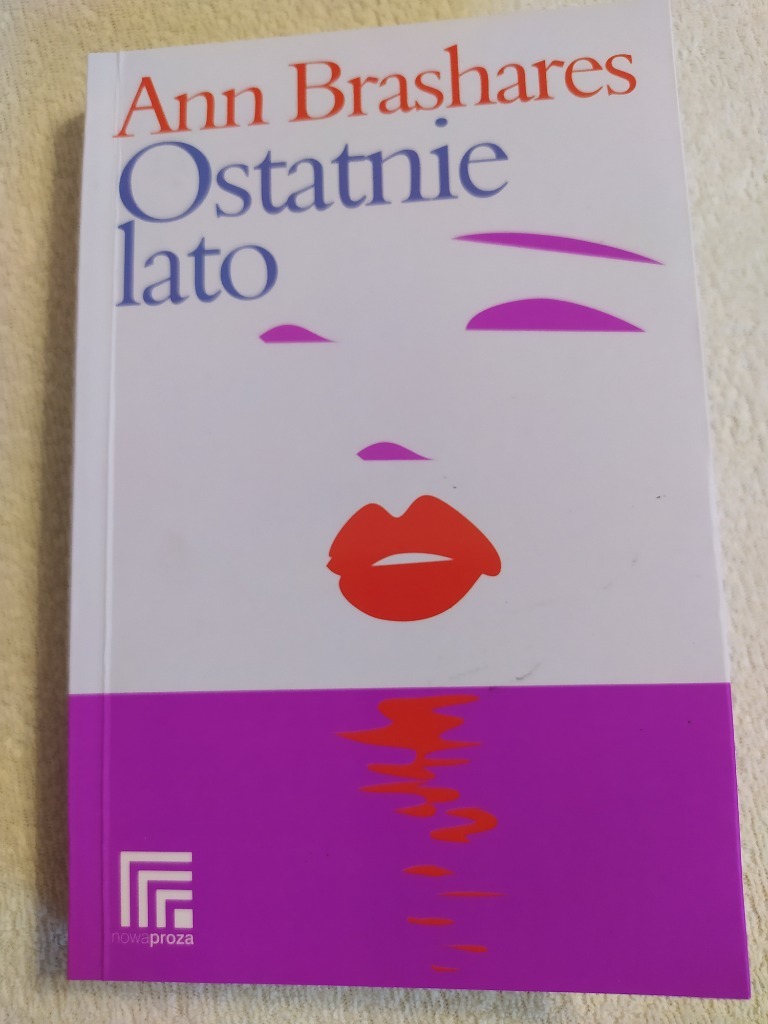 Ann Brashares
Ostatnie
lato
nowaproza